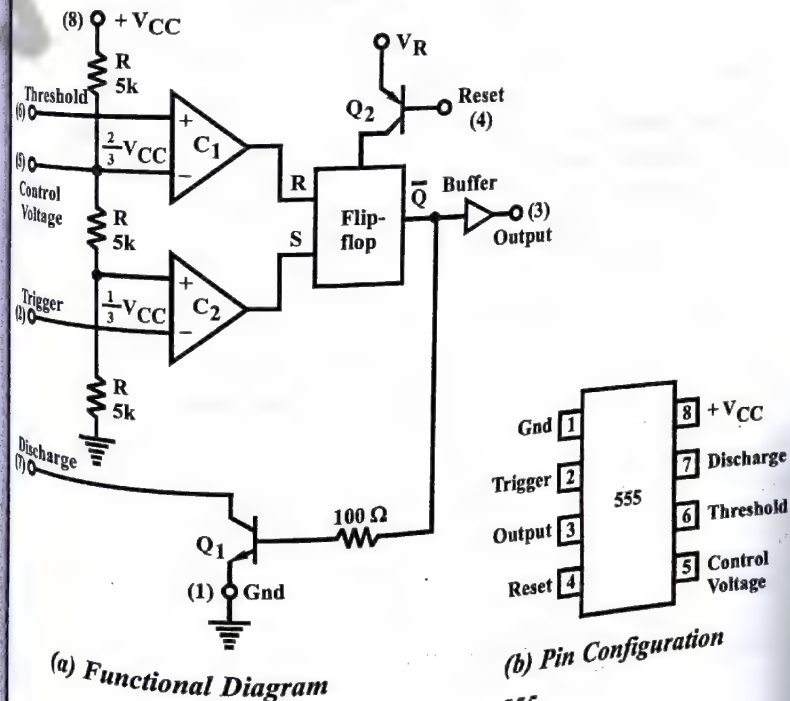 (8) + VCC
R
5k
Threshold
(6)
+
C1
−
2/3 VCC
(5)
Control
Voltage
R
5k
+
C2
−
1/3 VCC
Trigger
(2)
R
5k
VR
Q2
Reset
(4)
R
S
Flip-
flop
Q̅
Buffer
(3)
Output
Discharge
(7)
Q1
100 Ω
(1) Gnd
(a) Functional Diagram
Gnd 1
Trigger 2
Output 3
Reset 4
555
8 + VCC
7 Discharge
6 Threshold
5 Control
Voltage
(b) Pin Configuration